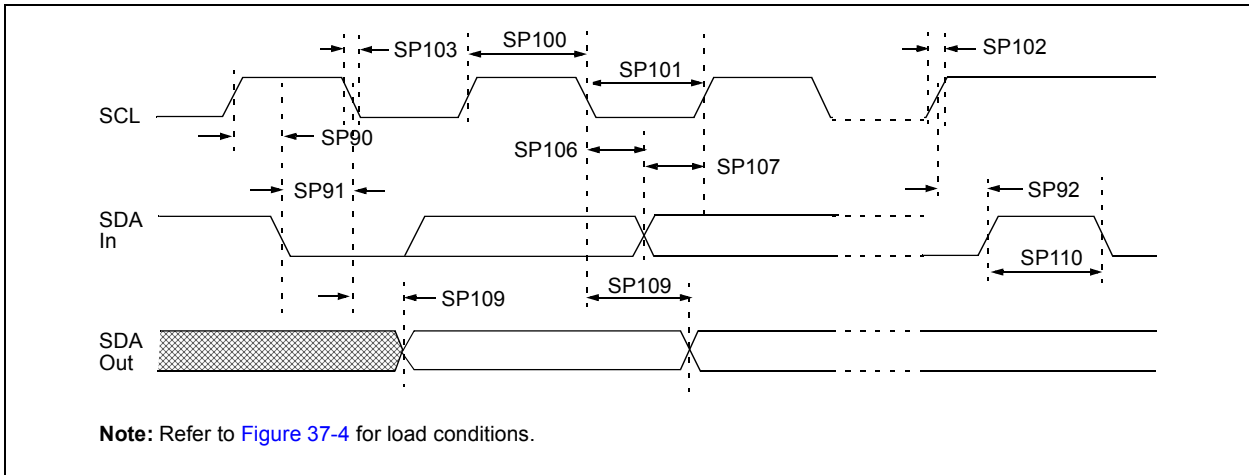 SP103
SP100
SP101
SP102
SCL
SP90
SP106
SP107
SP91
SP92
SDA
In
SP110
SP109
SP109
SDA
Out
Note: Refer to Figure 37-4 for load conditions.